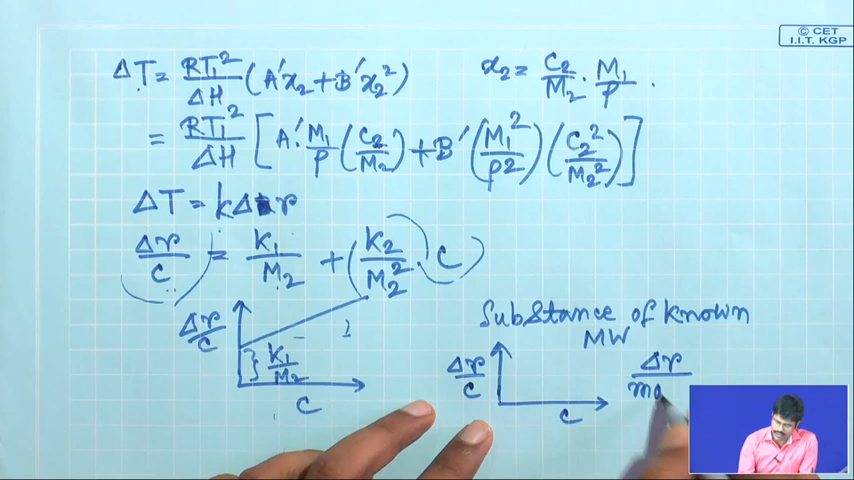 © CET
I.I.T. KGP
ΔT = RT₁²/ΔH (A'x₂ + B'x₂²)
x₂ = C₂/M₂ · M₁/ρ .
= RT₁²/ΔH [ A' · M₁/ρ (C₂/M₂) + B' (M₁²/ρ2) (C₂²/M₂²) ]
ΔT = kΔr
Δr/C = K₁/M₂ + (K₂/M₂²) · C
Δr/C
K₁/M₂
C
Substance of known
MW
Δr/C
C
Δr
mo